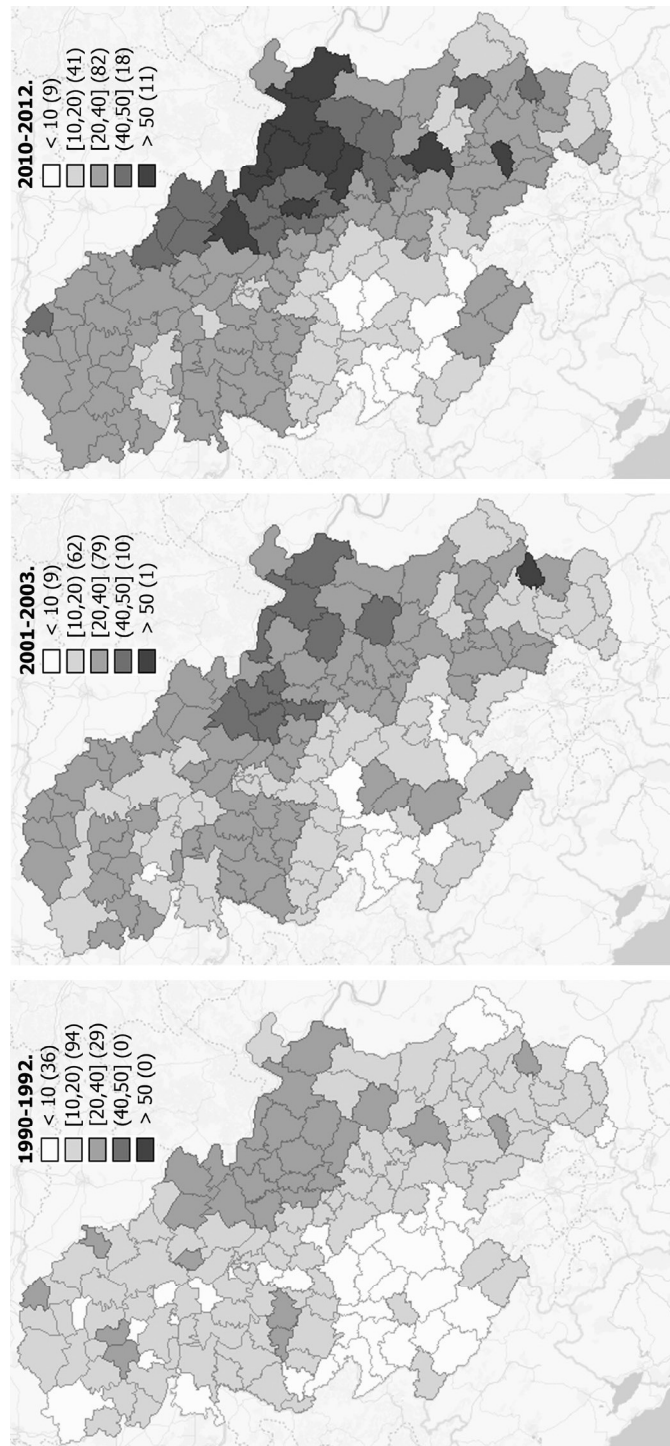 2010-2012.
< 10 (9)
[10,20) (41)
[20,40] (82)
(40,50] (18)
> 50 (11)
2001-2003.
< 10 (9)
[10,20) (62)
[20,40] (79)
(40,50] (10)
> 50 (1)
1990-1992.
< 10 (36)
[10,20) (94)
[20,40] (29)
(40,50] (0)
> 50 (0)